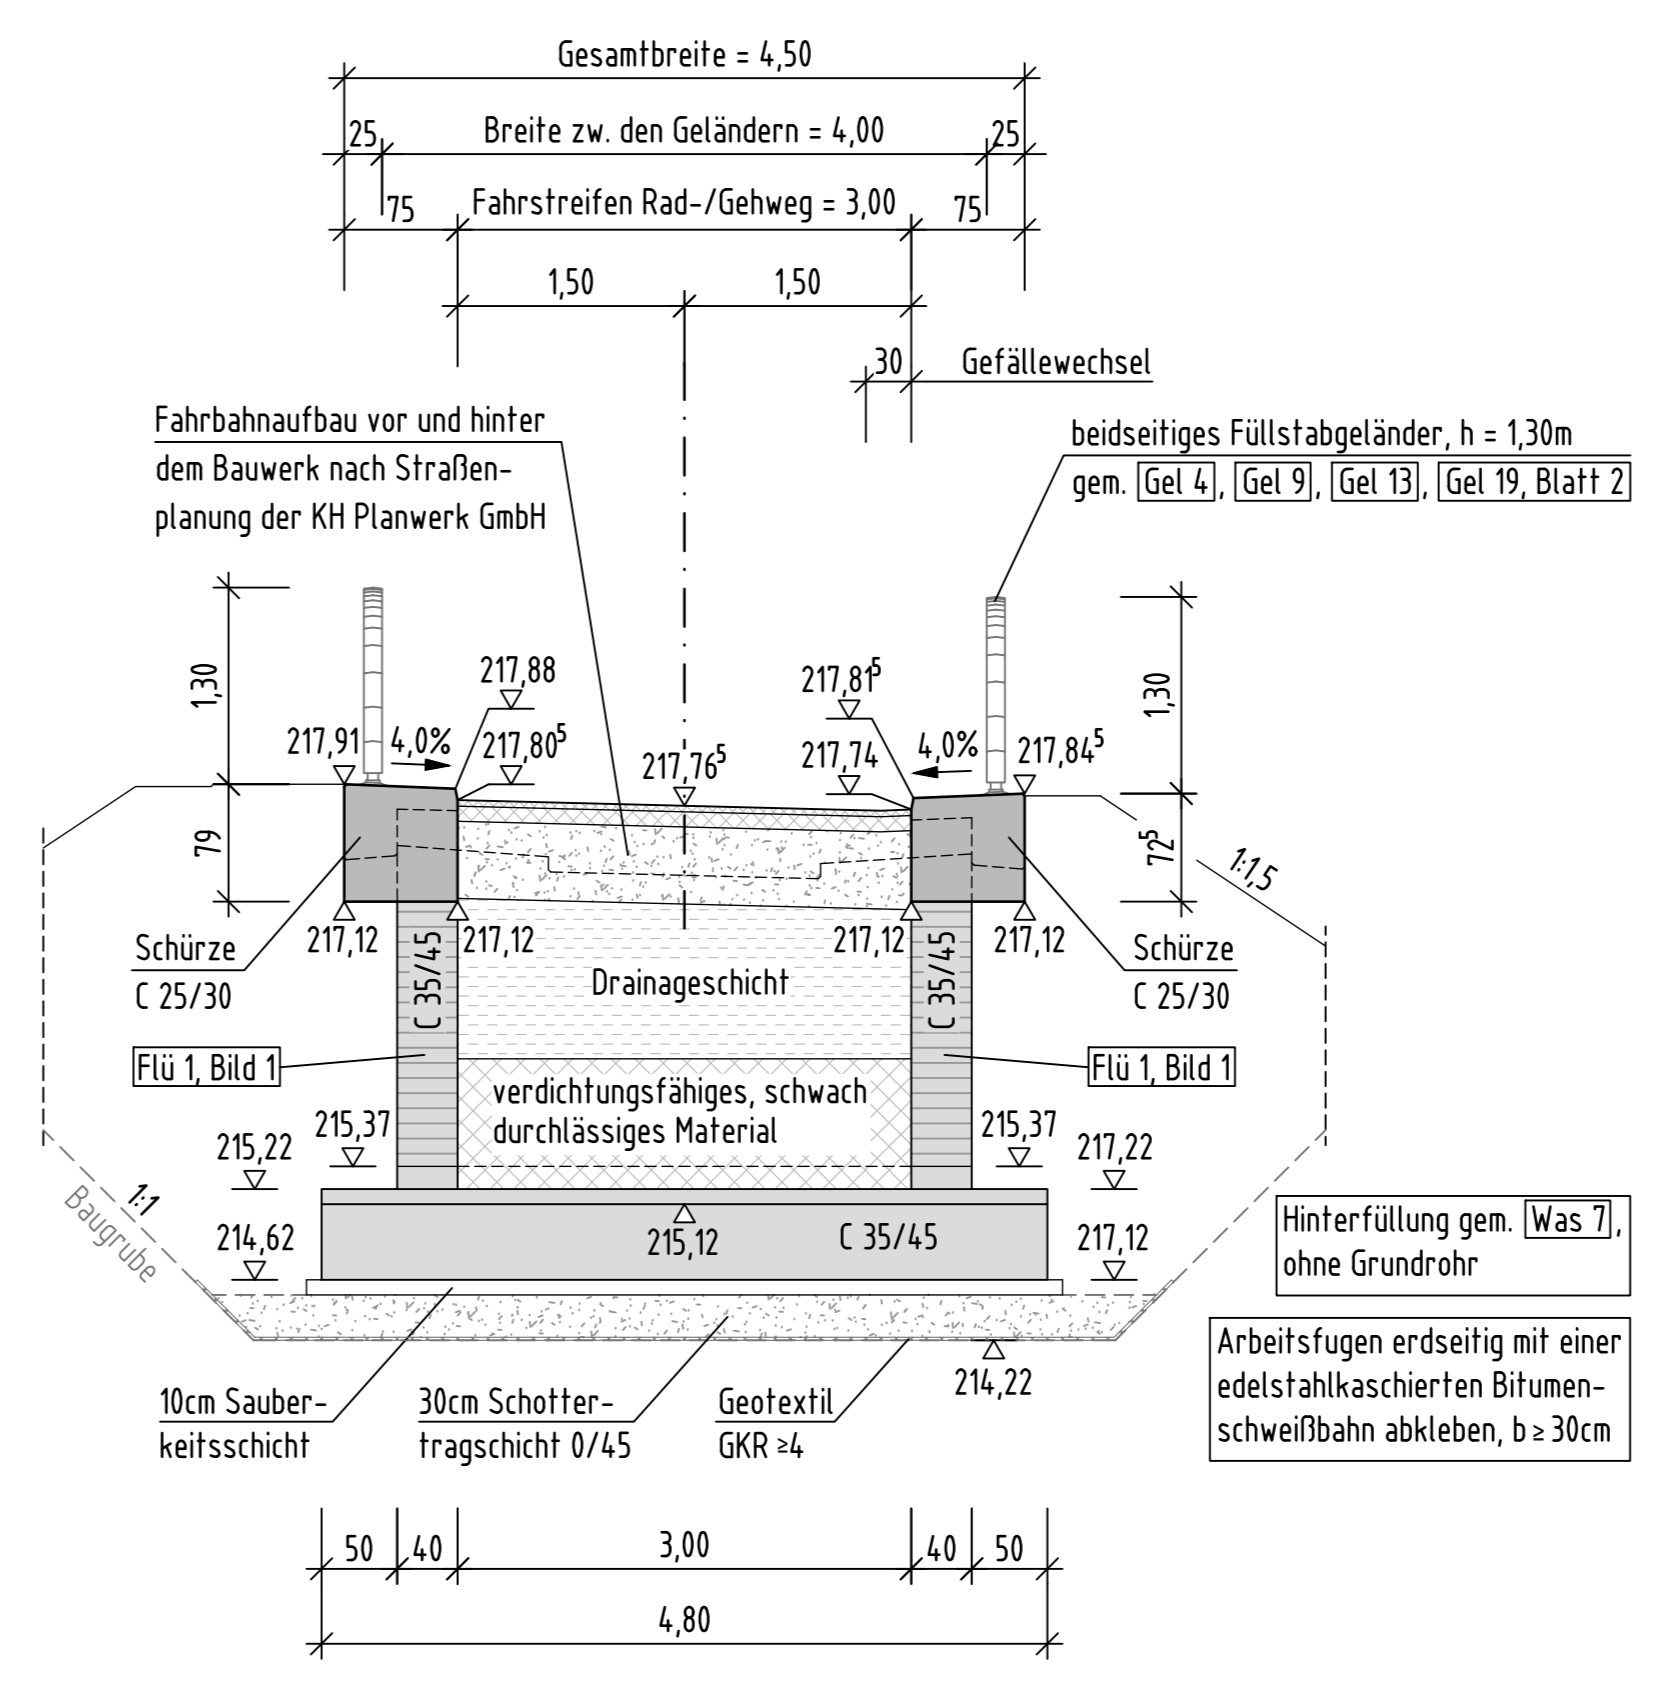 Gesamtbreite = 4,50
25
Breite zw. den Geländern = 4,00
25
75
Fahrstreifen Rad-/Gehweg = 3,00
75
1,50
1,50
30
Gefällewechsel
Fahrbahnaufbau vor und hinter
dem Bauwerk nach Straßen-
planung der KH Planwerk GmbH
beidseitiges Füllstabgeländer, h = 1,30m
gem. Gel 4, Gel 9, Gel 13, Gel 19, Blatt 2
1,30
79
217,91
4,0%
217,88
217,80⁵
217,76⁵
217,81⁵
217,74
4,0%
217,84⁵
1,30
72⁵
1:1,5
217,12
217,12
217,12
217,12
Schürze
C 25/30
C 35/45
Drainageschicht
C 35/45
Schürze
C 25/30
Flü 1, Bild 1
Flü 1, Bild 1
verdichtungsfähiges, schwach
durchlässiges Material
215,37
215,22
215,37
217,22
1:1
Baugrube
214,62
215,12
C 35/45
217,12
Hinterfüllung gem. Was 7,
ohne Grundrohr
Arbeitsfugen erdseitig mit einer
edelstahlkaschierten Bitumen-
schweißbahn abkleben, b ≥ 30cm
214,22
10cm Sauber-
keitsschicht
30cm Schotter-
tragschicht 0/45
Geotextil
GKR ≥4
50
40
3,00
40
50
4,80